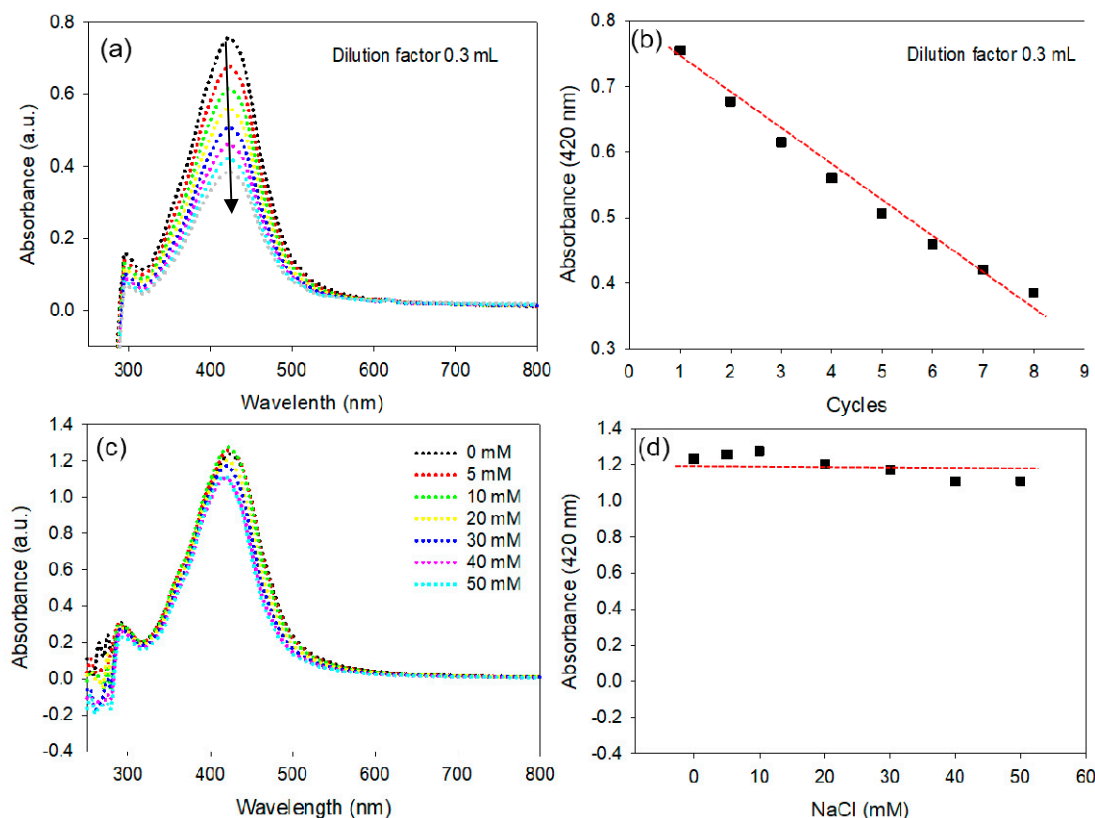 (a)
Dilution factor 0.3 mL
Absorbance (a.u.)
0.8
0.6
0.4
0.2
0.0
300 400 500 600 700 800
Wavelenth (nm)
(b)
Dilution factor 0.3 mL
Absorbance (420 nm)
0.8
0.7
0.6
0.5
0.4
0.3
0 1 2 3 4 5 6 7 8 9
Cycles
(c)
0 mM
5 mM
10 mM
20 mM
30 mM
40 mM
50 mM
Absorbance (a.u.)
1.4
1.2
1.0
0.8
0.6
0.4
0.2
0.0
-0.2
-0.4
300 400 500 600 700 800
Wavelength (nm)
(d)
Absorbance (420 nm)
1.4
1.2
1.0
0.8
0.6
0.4
0.2
0.0
-0.2
-0.4
0 10 20 30 40 50 60
NaCl (mM)